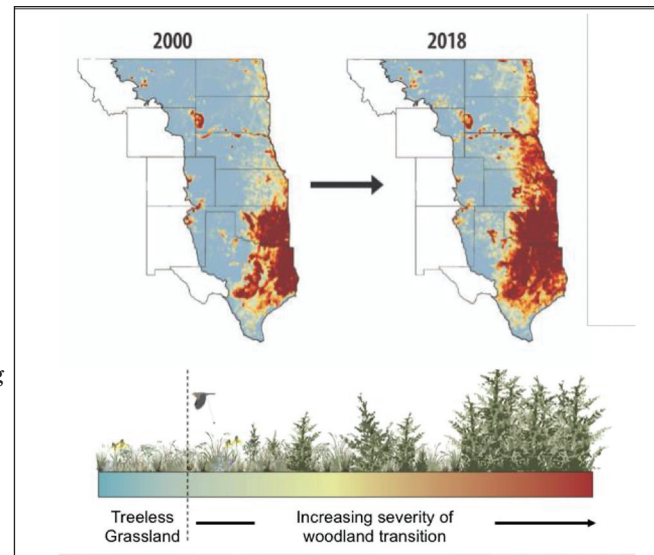 2000
2018
g
Treeless
Grassland
Increasing severity of
woodland transition